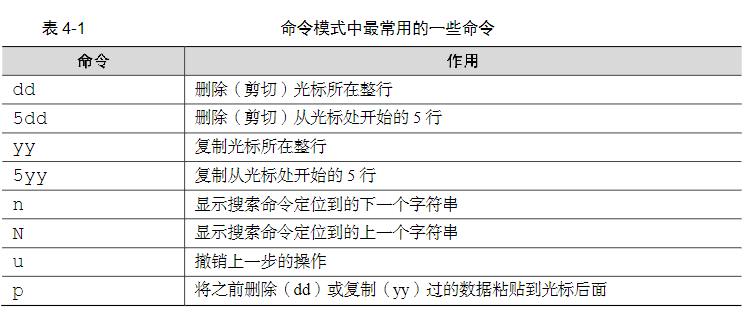 表 4-1 命令模式中最常用的一些命令
命令 作用
dd 删除（剪切）光标所在整行
5dd 删除（剪切）从光标处开始的 5 行
yy 复制光标所在整行
5yy 复制从光标处开始的 5 行
n 显示搜索命令定位到的下一个字符串
N 显示搜索命令定位到的上一个字符串
u 撤销上一步的操作
p 将之前删除（dd）或复制（yy）过的数据粘贴到光标后面